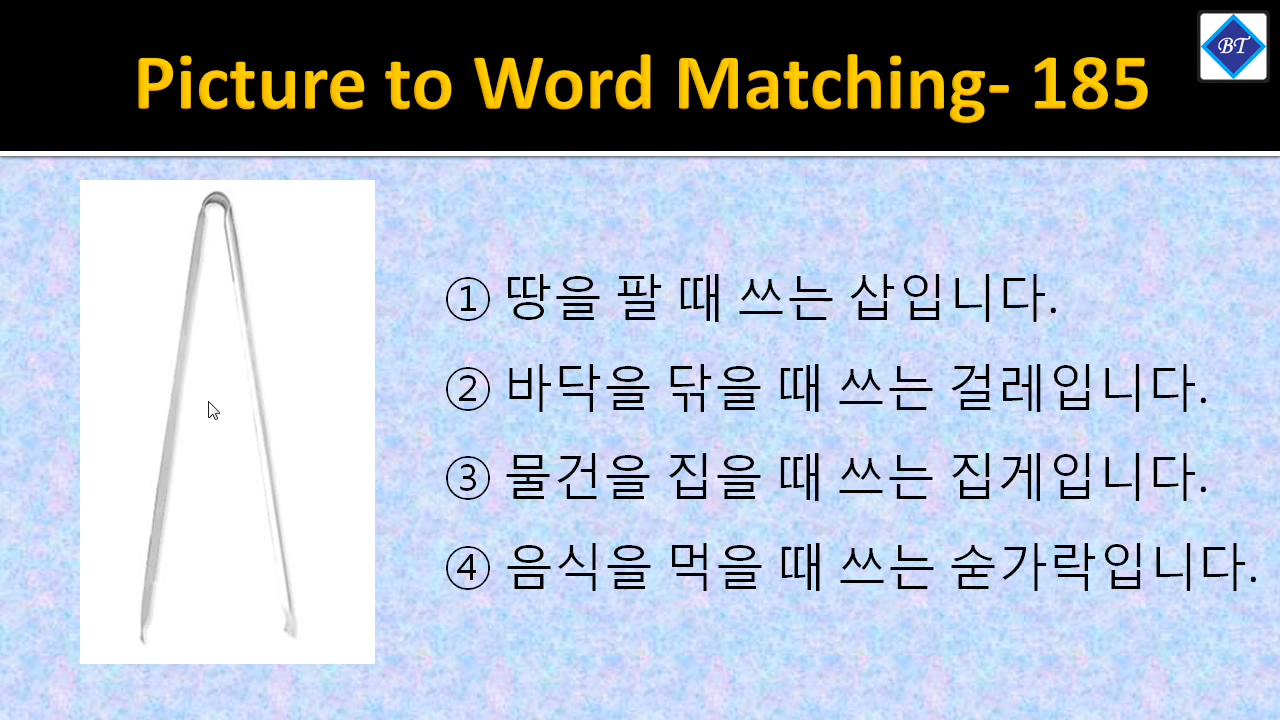 Picture to Word Matching- 185
BT
① 땅을 팔 때 쓰는 삽입니다.
② 바닥을 닦을 때 쓰는 걸레입니다.
③ 물건을 집을 때 쓰는 집게입니다.
④ 음식을 먹을 때 쓰는 숟가락입니다.